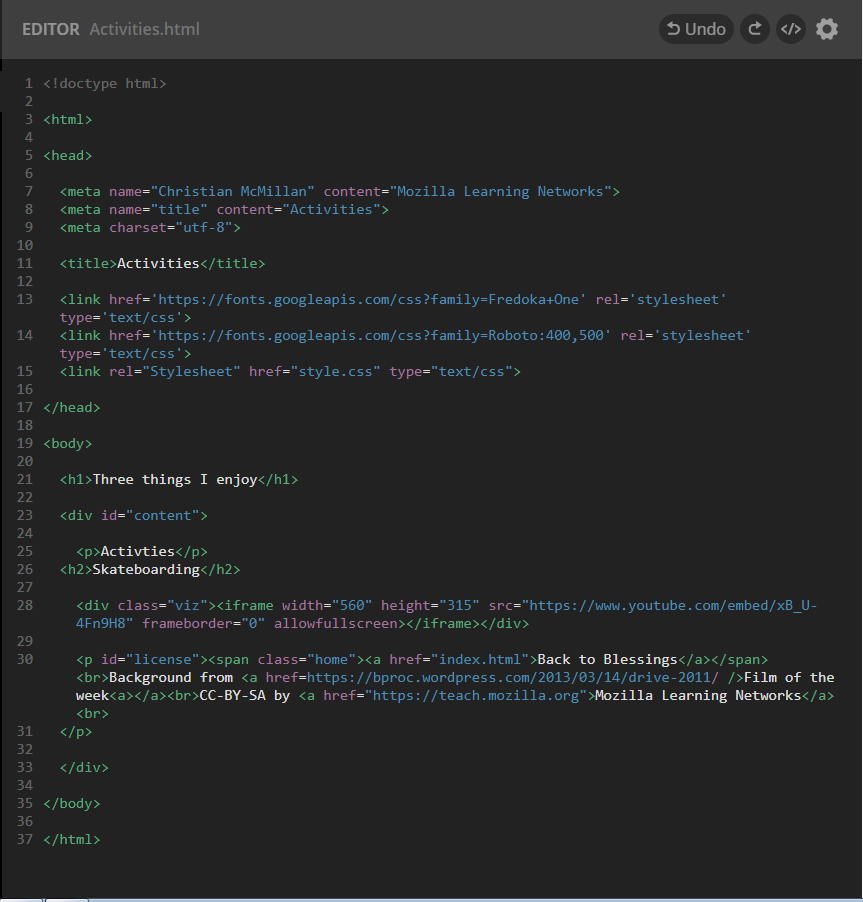 EDITOR Activities.html Undo </>
1 <!doctype html>
2
3 <html>
4
5 <head>
6
7 <meta name="Christian McMillan" content="Mozilla Learning Networks">
8 <meta name="title" content="Activities">
9 <meta charset="utf-8">
10
11 <title>Activities</title>
12
13 <link href='https://fonts.googleapis.com/css?family=Fredoka+One' rel='stylesheet'
type='text/css'>
14 <link href='https://fonts.googleapis.com/css?family=Roboto:400,500' rel='stylesheet'
type='text/css'>
15 <link rel="Stylesheet" href="style.css" type="text/css">
16
17 </head>
18
19 <body>
20
21 <h1>Three things I enjoy</h1>
22
23 <div id="content">
24
25 <p>Activties</p>
26 <h2>Skateboarding</h2>
27
28 <div class="viz"><iframe width="560" height="315" src="https://www.youtube.com/embed/xB_U-
4Fn9H8" frameborder="0" allowfullscreen></iframe></div>
29
30 <p id="license"><span class="home"><a href="index.html">Back to Blessings</a></span>
<br>Background from <a href=https://bproc.wordpress.com/2013/03/14/drive-2011/ />Film of the
week<a></a><br>CC-BY-SA by <a href="https://teach.mozilla.org">Mozilla Learning Networks</a>
<br>
31 </p>
32
33 </div>
34
35 </body>
36
37 </html>